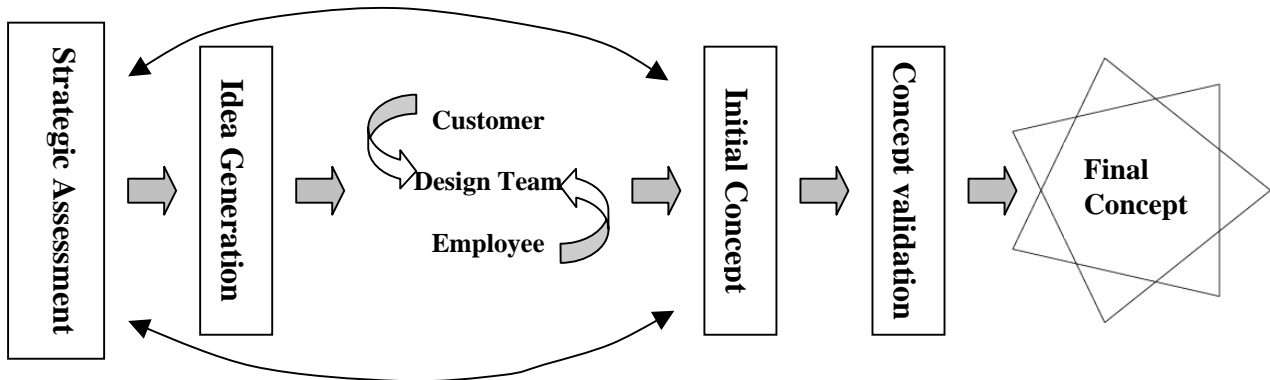 Strategic Assessment
Idea Generation
Customer
Design Team
Employee
Initial Concept
Concept validation
Final
Concept